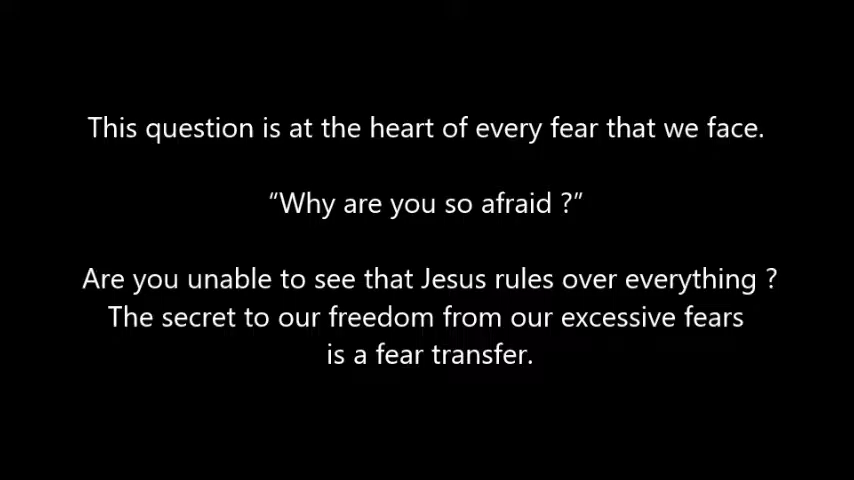 This question is at the heart of every fear that we face.
“Why are you so afraid ?”
Are you unable to see that Jesus rules over everything ?
The secret to our freedom from our excessive fears
is a fear transfer.